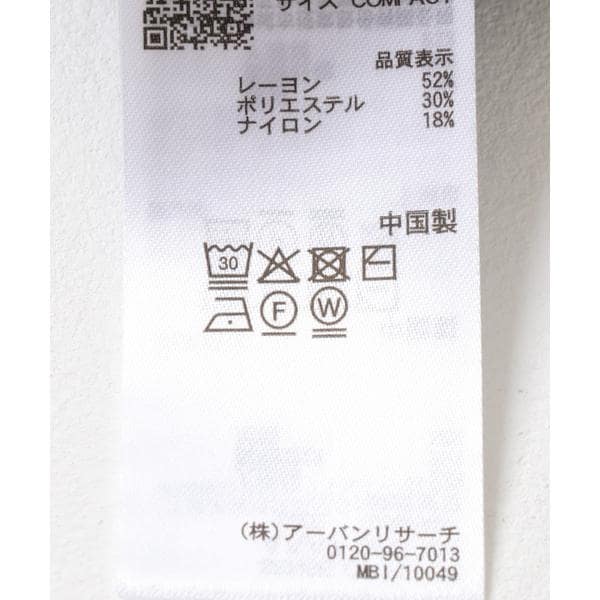 サイズ COMPACT
品質表示
レーヨン 52%
ポリエステル 30%
ナイロン 18%
中国製
30
F W
(株)アーバンリサーチ
0120-96-7013
MBI/10049